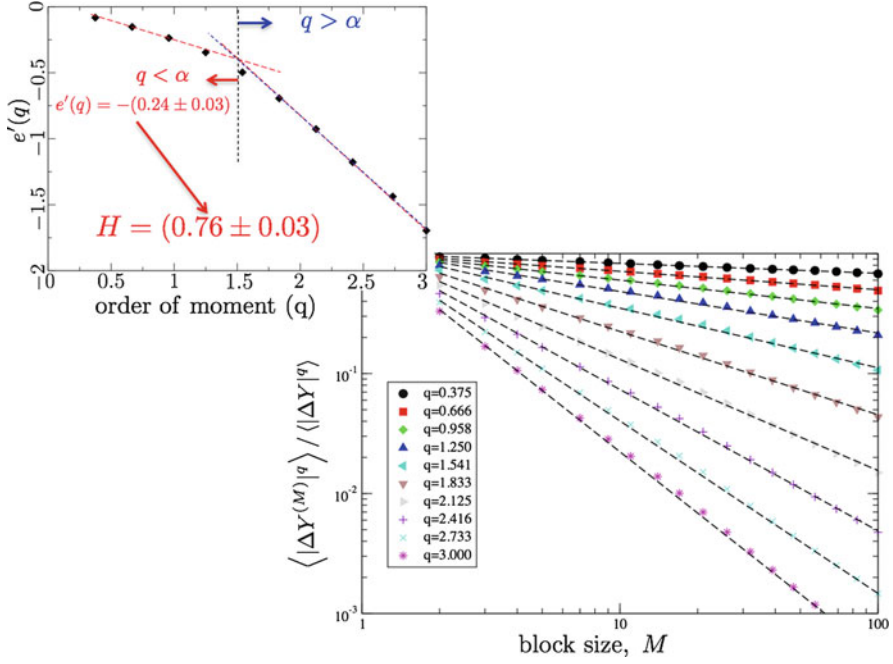 0
-0.5
-1
-1.5
-2
e'(q)
q > α
q < α
e'(q) = -(0.24 ± 0.03)
H = (0.76 ± 0.03)
0 0.5 1 1.5 2 2.5 3
order of moment (q)
10^-1
10^-2
10^-3
⟨|ΔY^(M)|^q⟩ / ⟨|ΔY|^q⟩
q=0.375
q=0.666
q=0.958
q=1.250
q=1.541
q=1.833
q=2.125
q=2.416
q=2.733
q=3.000
1 10 100
block size, M